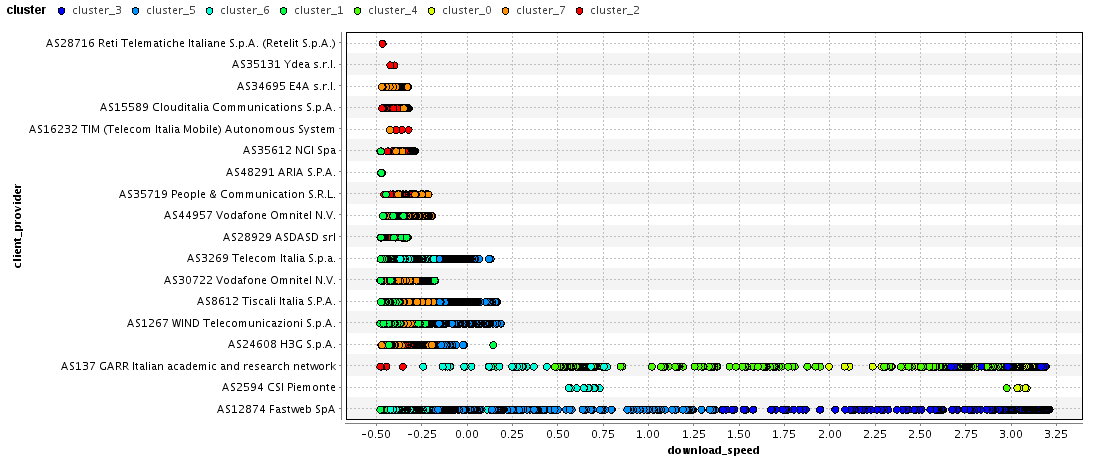 cluster cluster_3 cluster_5 cluster_6 cluster_1 cluster_4 cluster_0 cluster_7 cluster_2
client_provider
AS28716 Reti Telematiche Italiane S.p.A. (Retelit S.p.A.)
AS35131 Ydea s.r.l.
AS34695 E4A s.r.l.
AS15589 Clouditalia Communications S.p.A.
AS16232 TIM (Telecom Italia Mobile) Autonomous System
AS35612 NGI Spa
AS48291 ARIA S.P.A.
AS35719 People & Communication S.R.L.
AS44957 Vodafone Omnitel N.V.
AS28929 ASDASD srl
AS3269 Telecom Italia S.p.a.
AS30722 Vodafone Omnitel N.V.
AS8612 Tiscali Italia S.P.A.
AS1267 WIND Telecomunicazioni S.p.A.
AS24608 H3G S.p.A.
AS137 GARR Italian academic and research network
AS2594 CSI Piemonte
AS12874 Fastweb SpA
-0.50 -0.25 0.00 0.25 0.50 0.75 1.00 1.25 1.50 1.75 2.00 2.25 2.50 2.75 3.00 3.25
download_speed